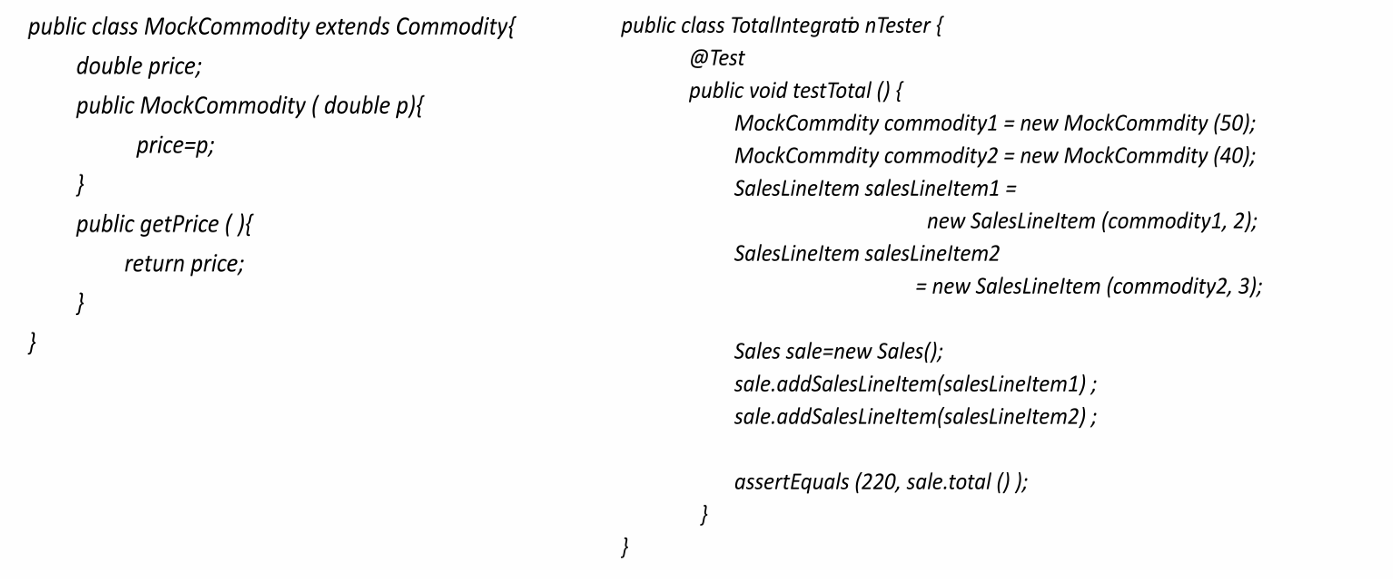 public class MockCommodity extends Commodity{
double price;
public MockCommodity ( double p){
price=p;
}
public getPrice ( ){
return price;
}
}
public class TotalIntegratio nTester {
@Test
public void testTotal () {
MockCommdity commodity1 = new MockCommdity (50);
MockCommdity commodity2 = new MockCommdity (40);
SalesLineItem salesLineItem1 =
new SalesLineItem (commodity1, 2);
SalesLineItem salesLineItem2
= new SalesLineItem (commodity2, 3);
Sales sale=new Sales();
sale.addSalesLineItem(salesLineItem1) ;
sale.addSalesLineItem(salesLineItem2) ;
assertEquals (220, sale.total () );
}
}